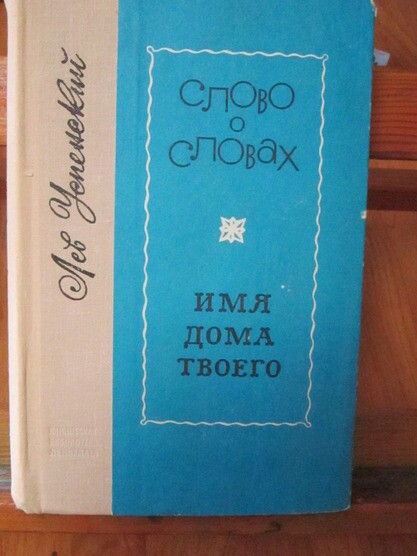 Лев Успенский
СЛОВО
О
СЛОВАХ
ИМЯ
ДОМА
ТВОЕГО